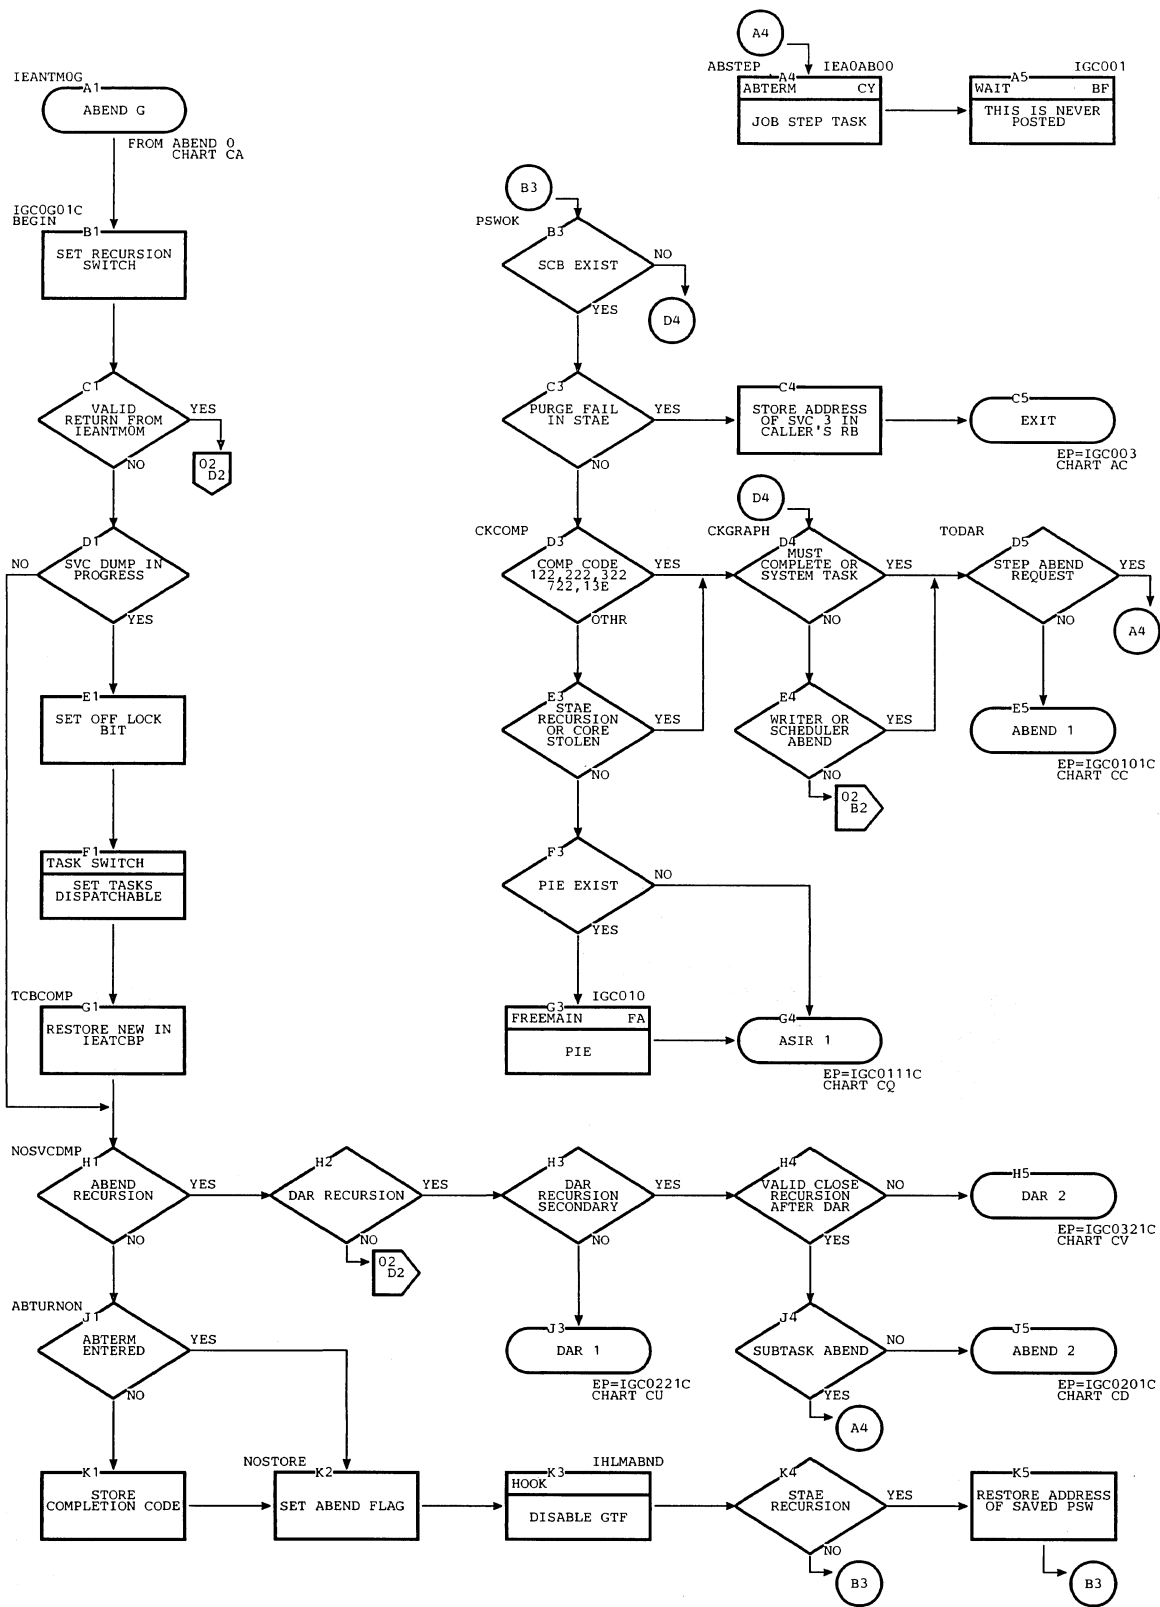 A4
IEANTM0G
A1
ABEND G
FROM ABEND 0
CHART CA
ABSTEP
A4
IEA0AB00
ABTERM CY
JOB STEP TASK
A5
IGC001
WAIT BF
THIS IS NEVER
POSTED
IGC0G01C
BEGIN
B1
SET RECURSION
SWITCH
B3
PSWOK
B3
SCB EXIST
NO
YES
D4
C1
VALID
RETURN FROM
IEANTM0M
YES
NO
02
D2
C3
PURGE FAIL
IN STAE
YES
NO
C4
STORE ADDRESS
OF SVC 3 IN
CALLER'S RB
C5
EXIT
EP=IGC003
CHART AC
D4
D1
SVC DUMP IN
PROGRESS
NO
YES
CKCOMP
D3
COMP CODE
122,222,322
722,13E
YES
OTHR
CKGRAPH
D4
MUST
COMPLETE OR
SYSTEM TASK
YES
NO
TODAR
D5
STEP ABEND
REQUEST
YES
NO
A4
E1
SET OFF LOCK
BIT
E3
STAE
RECURSION
OR CORE
STOLEN
YES
NO
E4
WRITER OR
SCHEDULER
ABEND
YES
NO
02
B2
E5
ABEND 1
EP=IGC0101C
CHART CC
F1
TASK SWITCH
SET TASKS
DISPATCHABLE
F3
PIE EXIST
NO
YES
TCBCOMP
G1
RESTORE NEW IN
IEATCBP
G3
IGC010
FREEMAIN FA
PIE
G4
ASIR 1
EP=IGC0111C
CHART CQ
NOSVCDMP
H1
ABEND
RECURSION
YES
NO
H2
DAR RECURSION
YES
NO
02
D2
H3
DAR
RECURSION
SECONDARY
YES
NO
H4
VALID CLOSE
RECURSION
AFTER DAR
NO
YES
H5
DAR 2
EP=IGC0321C
CHART CV
ABTURNON
J1
ABTERM
ENTERED
YES
NO
J3
DAR 1
EP=IGC0221C
CHART CU
J4
SUBTASK ABEND
NO
YES
A4
J5
ABEND 2
EP=IGC0201C
CHART CD
K1
STORE
COMPLETION CODE
NOSTORE
K2
SET ABEND FLAG
K3
IHLMABND
HOOK
DISABLE GTF
K4
STAE
RECURSION
YES
NO
B3
K5
RESTORE ADDRESS
OF SAVED PSW
B3